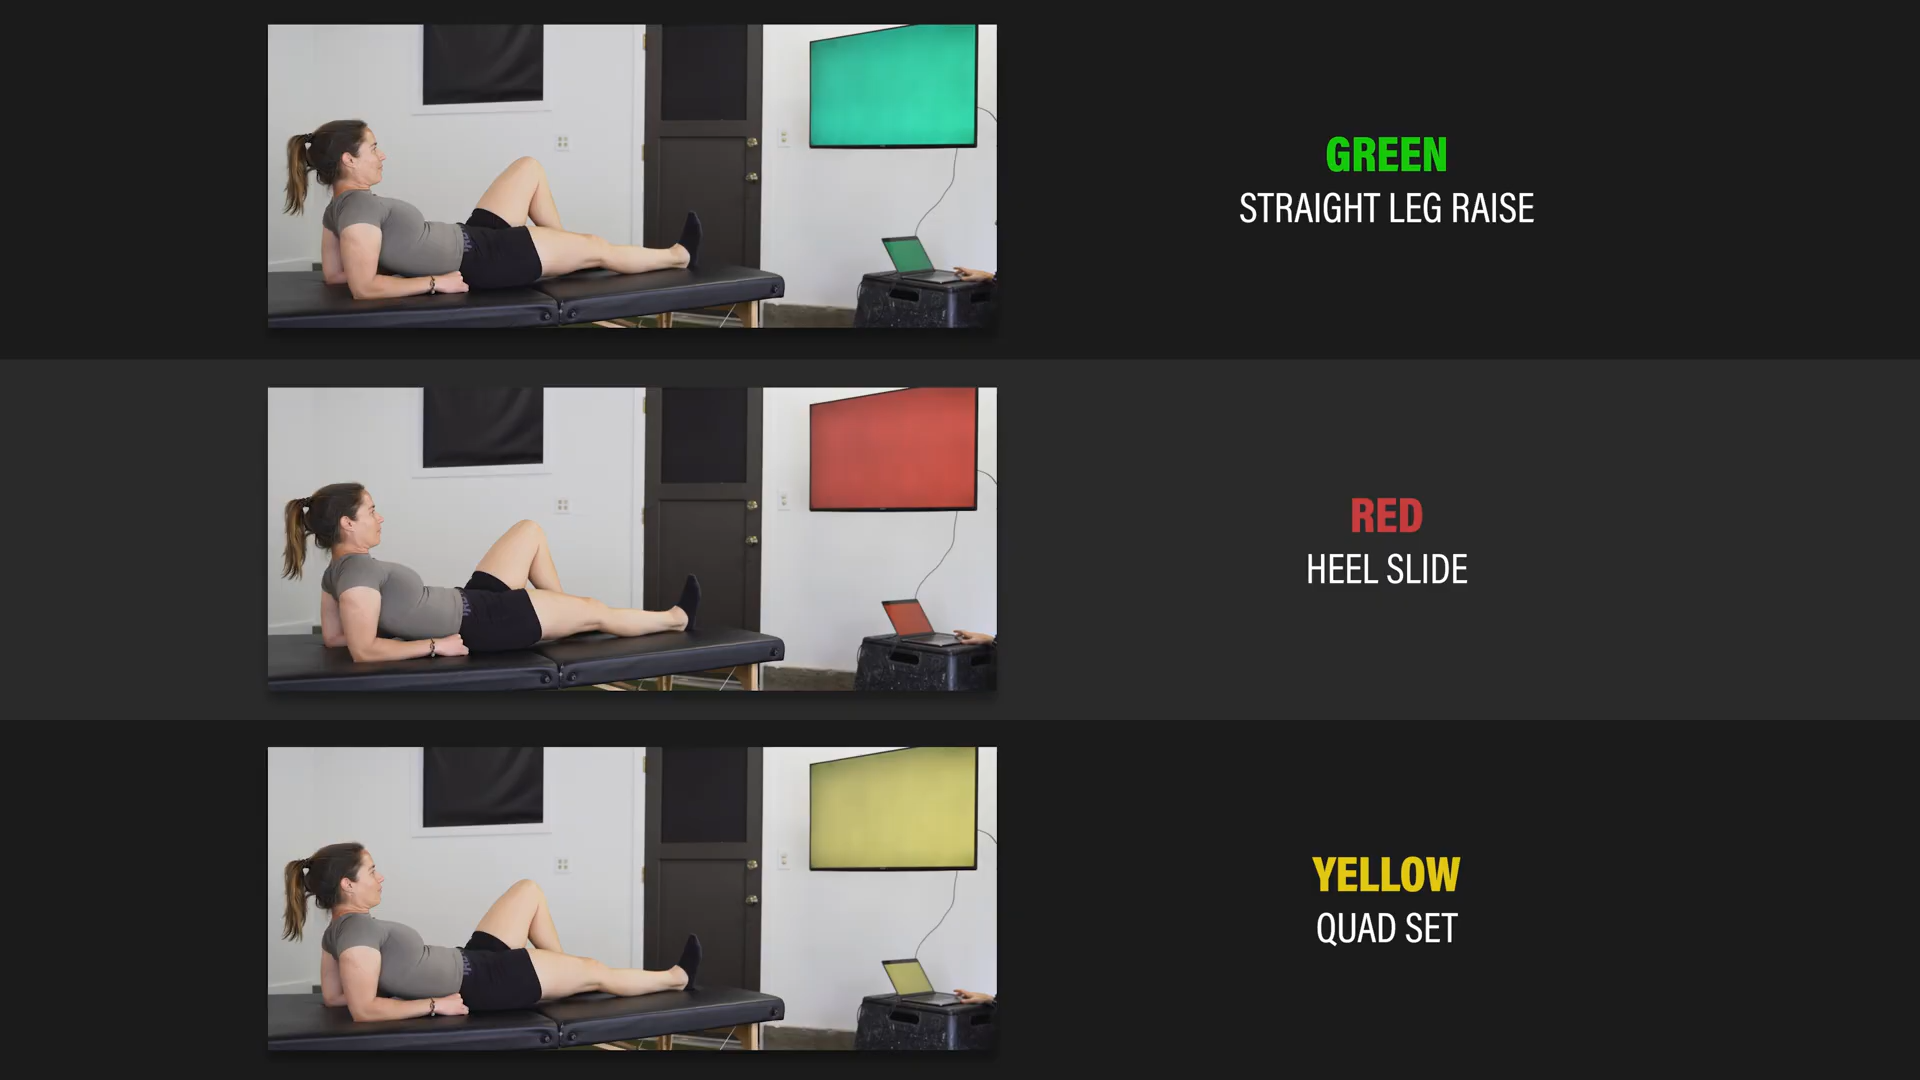 GREEN
STRAIGHT LEG RAISE
RED
HEEL SLIDE
YELLOW
QUAD SET